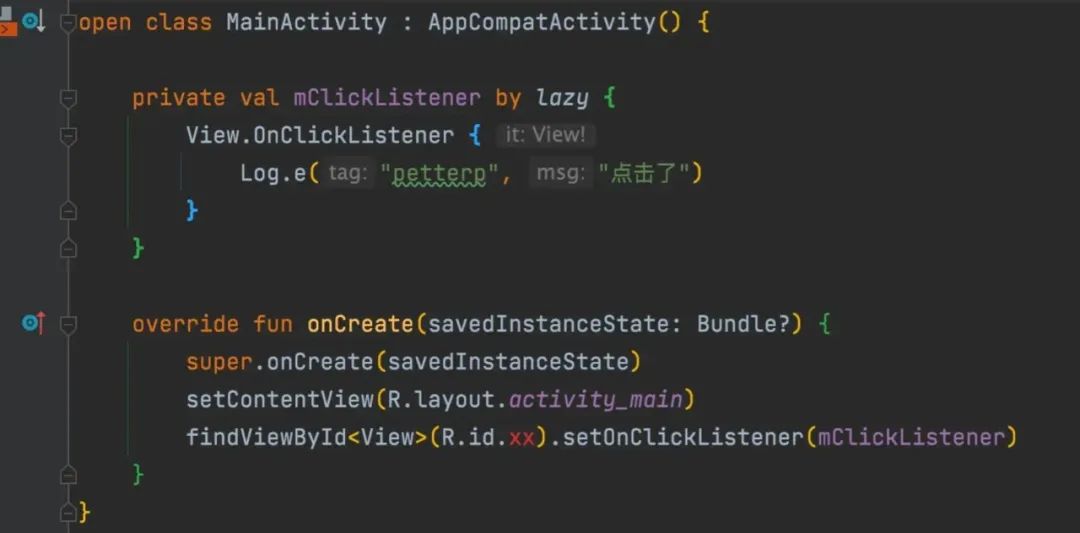 open class MainActivity : AppCompatActivity() {
private val mClickListener by lazy {
View.OnClickListener { it: View!
Log.e( tag: "petterp", msg: "点击了")
}
}
override fun onCreate(savedInstanceState: Bundle?) {
super.onCreate(savedInstanceState)
setContentView(R.layout.activity_main)
findViewById<View>(R.id.xx).setOnClickListener(mClickListener)
}
}